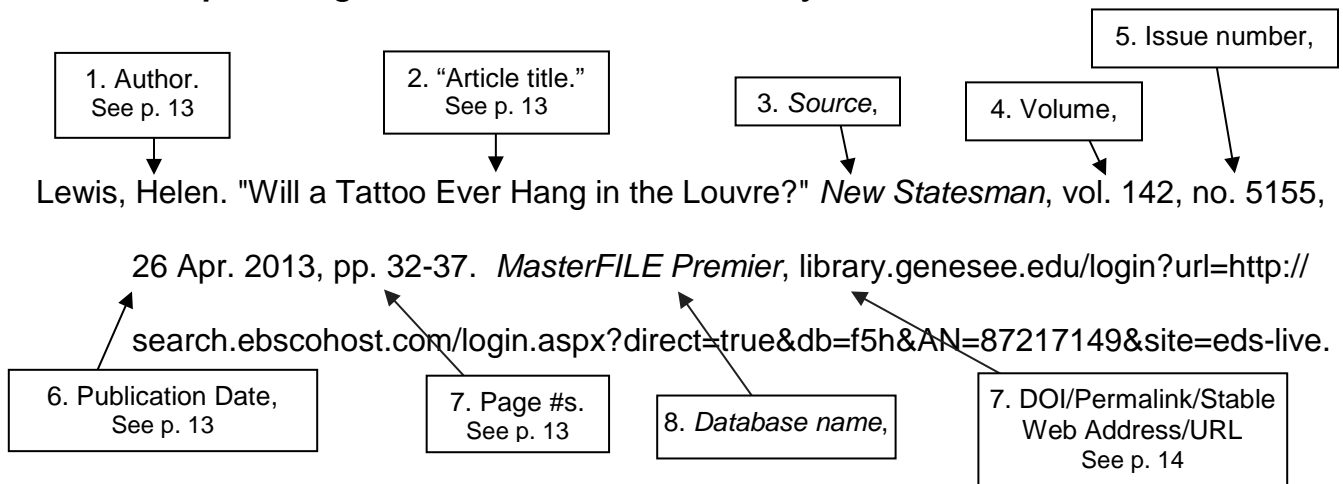 5. Issue number,
1. Author.
See p. 13
2. “Article title.”
See p. 13
3. Source,
4. Volume,
Lewis, Helen. "Will a Tattoo Ever Hang in the Louvre?" New Statesman, vol. 142, no. 5155,
26 Apr. 2013, pp. 32-37. MasterFILE Premier, library.genesee.edu/login?url=http://
search.ebscohost.com/login.aspx?direct=true&db=f5h&AN=87217149&site=eds-live.
6. Publication Date,
See p. 13
7. Page #s.
See p. 13
8. Database name,
7. DOI/Permalink/Stable
Web Address/URL
See p. 14